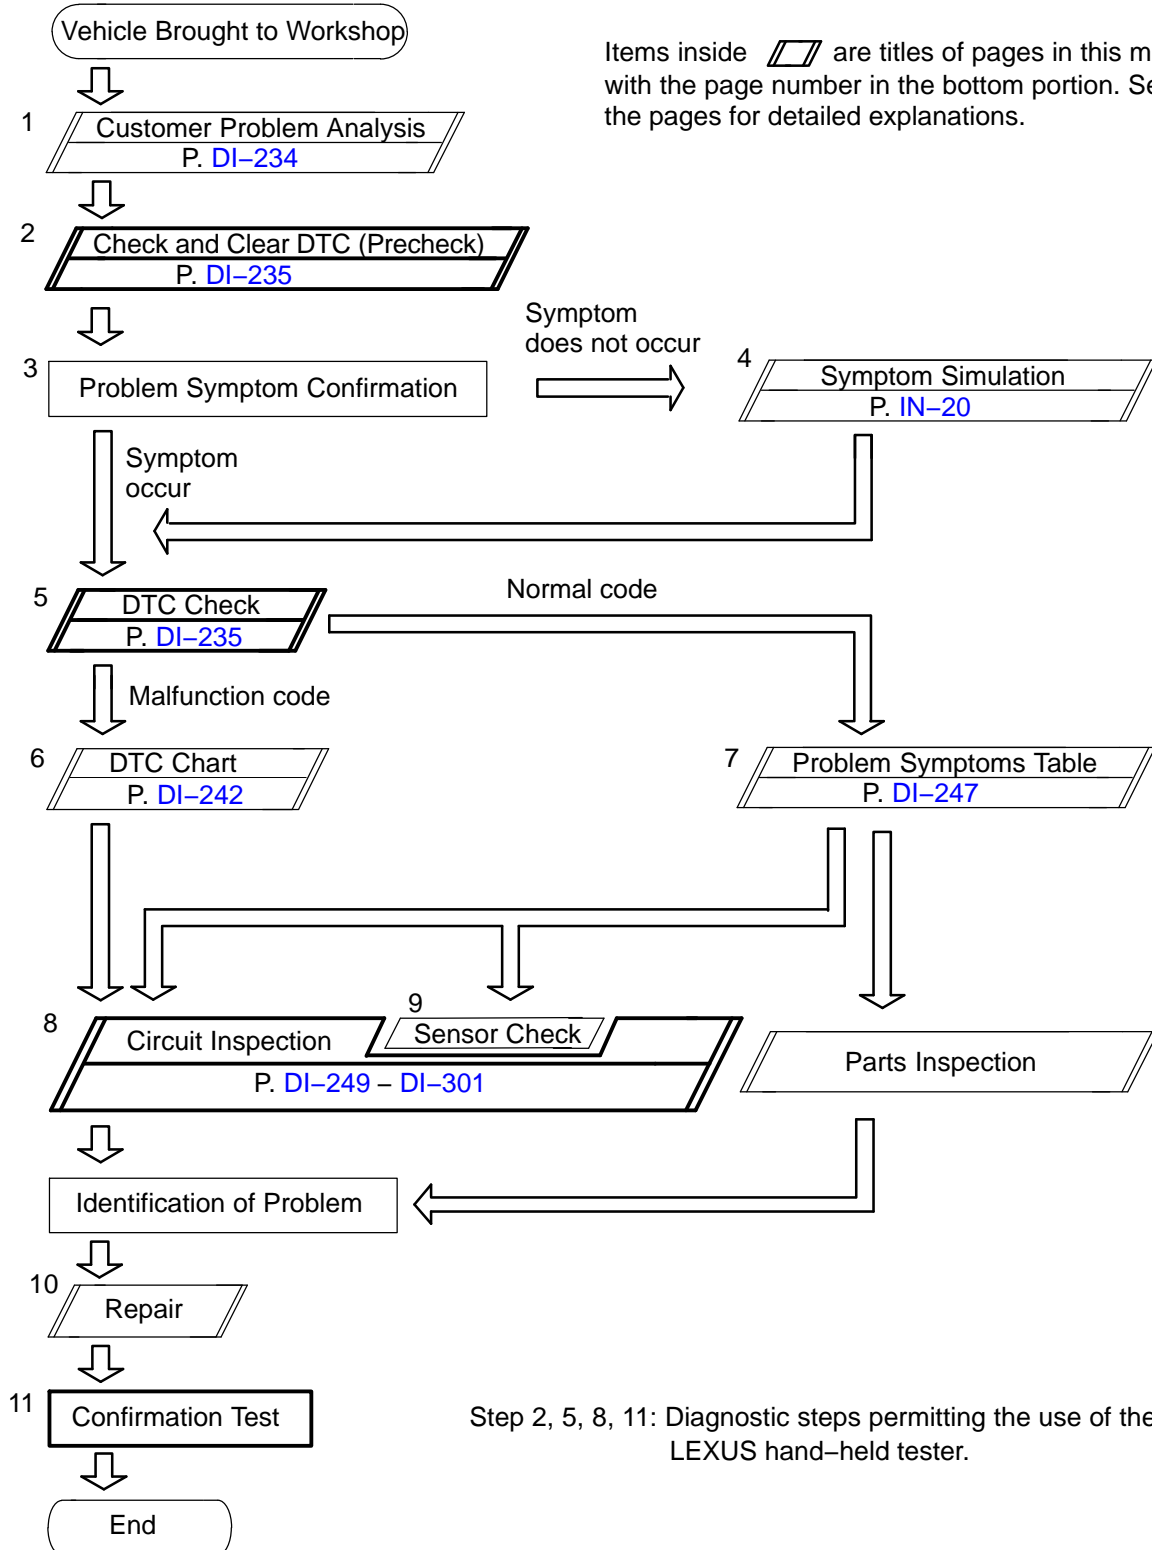 Vehicle Brought to Workshop
Items inside are titles of pages in this m
with the page number in the bottom portion. Se
the pages for detailed explanations.
1
Customer Problem Analysis
P. DI–234
2
Check and Clear DTC (Precheck)
P. DI–235
3
Problem Symptom Confirmation
Symptom
does not occur
4
Symptom Simulation
P. IN–20
Symptom
occur
5
DTC Check
P. DI–235
Normal code
Malfunction code
6
DTC Chart
P. DI–242
7
Problem Symptoms Table
P. DI–247
8
Circuit Inspection
9
Sensor Check
P. DI–249 – DI–301
Parts Inspection
Identification of Problem
10
Repair
11
Confirmation Test
Step 2, 5, 8, 11: Diagnostic steps permitting the use of the
LEXUS hand–held tester.
End